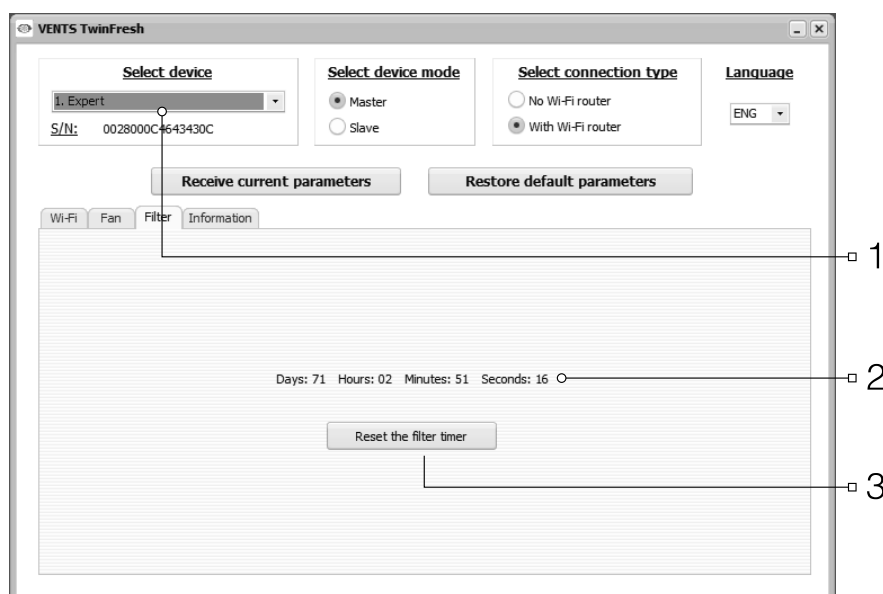 VENTS TwinFresh
Select device
Select device mode
Select connection type
Language
1. Expert
Master
No Wi-Fi router
ENG
S/N: 0028000C4643430C
Slave
With Wi-Fi router
Receive current parameters
Restore default parameters
Wi-Fi Fan Filter Information
1
Days: 71 Hours: 02 Minutes: 51 Seconds: 16
2
Reset the filter timer
3